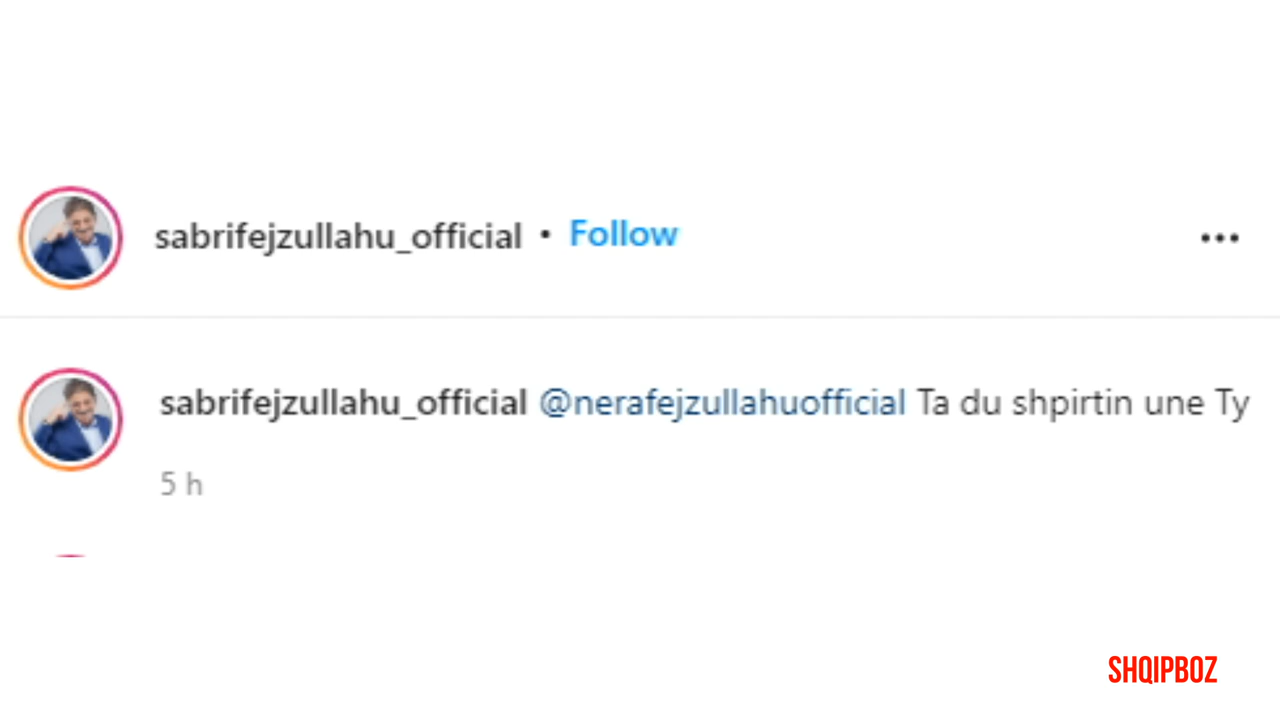 sabrifejzullahu_official • Follow
sabrifejzullahu_official @nerafejzullahuofficial Ta du shpirtin une Ty
5 h
SHQIPBOZ